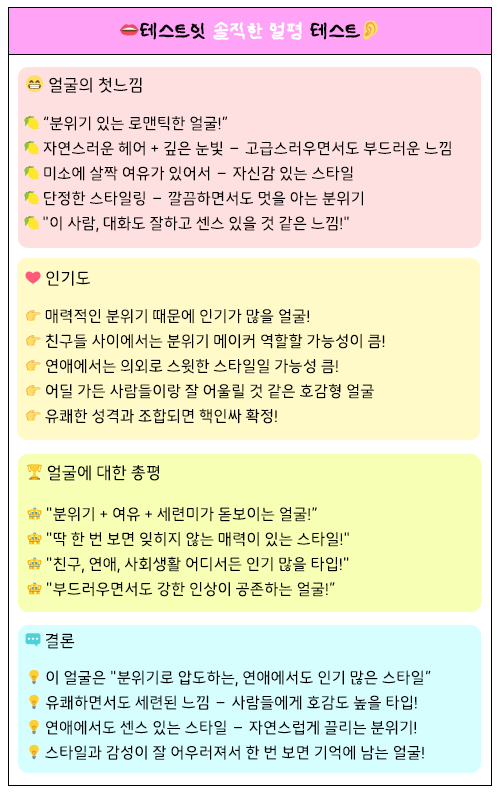 테스트헛 솔직한 얼평 테스트
얼굴의 첫느낌
“분위기 있는 로맨틱한 얼굴!”
자연스러운 헤어 + 깊은 눈빛 – 고급스러우면서도 부드러운 느낌
미소에 살짝 여유가 있어서 – 자신감 있는 스타일
단정한 스타일링 – 깔끔하면서도 멋을 아는 분위기
"이 사람, 대화도 잘하고 센스 있을 것 같은 느낌!"
인기도
매력적인 분위기 때문에 인기가 많을 얼굴!
친구들 사이에서는 분위기 메이커 역할할 가능성이 큼!
연애에서는 의외로 스윗한 스타일일 가능성 큼!
어딜 가든 사람들이랑 잘 어울릴 것 같은 호감형 얼굴
유쾌한 성격과 조합되면 핵인싸 확정!
얼굴에 대한 총평
"분위기 + 여유 + 세련미가 돋보이는 얼굴!”
"딱 한 번 보면 잊히지 않는 매력이 있는 스타일!"
"친구, 연애, 사회생활 어디서든 인기 많을 타입!"
"부드러우면서도 강한 인상이 공존하는 얼굴!”
결론
이 얼굴은 "분위기로 압도하는, 연애에서도 인기 많은 스타일”
유쾌하면서도 세련된 느낌 – 사람들에게 호감도 높을 타입!
연애에서도 센스 있는 스타일 – 자연스럽게 끌리는 분위기!
스타일과 감성이 잘 어우러져서 한 번 보면 기억에 남는 얼굴!